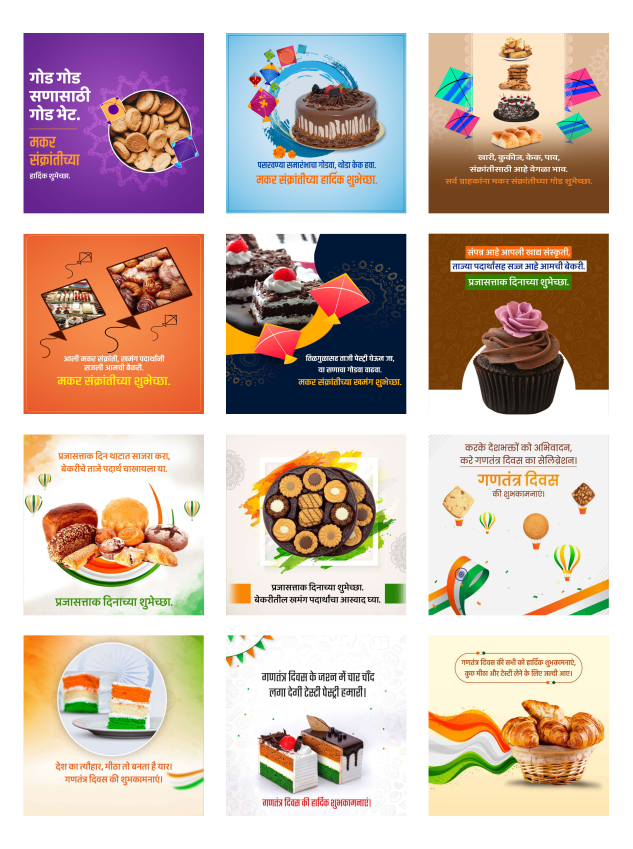 गोड गोड
सणासाठी
गोड भेट.
मकर
संक्रांतीच्या
हार्दिक शुभेच्छा.
पसारवण्या समारंभाचा गोडवा, थोडा केक हवा.
मकर संक्रांतीच्या हार्दिक शुभेच्छा.
खारी, कुकीज, केक, पाव,
संक्रांतीसाठी आहे वेगळा भाव.
सर्व ग्राहकांना मकर संक्रांतीच्या गोड शुभेच्छा.
आली मकर संक्रांती, खमंग पदार्थांनी
सजली आमची बेकरी.
मकर संक्रांतीच्या शुभेच्छा.
तिळगुळासह ताजी पेस्ट्री घेऊन जा,
या सणाचा गोडवा वाढवा.
मकर संक्रांतीच्या खमंग शुभेच्छा.
संपन्न आहे आपली खाद्य संस्कृती,
ताज्या पदार्थांसह सज्ज आहे आमची बेकरी.
प्रजासत्ताक दिनाच्या शुभेच्छा.
प्रजासत्ताक दिन थाटात साजरा करा,
बेकरीचे ताजे पदार्थ चाखायला या.
प्रजासत्ताक दिनाच्या शुभेच्छा.
प्रजासत्ताक दिनाच्या शुभेच्छा.
बेकरीतील खमंग पदार्थांचा आस्वाद घ्या.
करके देशभक्तों को अभिवादन,
करे गणतंत्र दिवस का सेलिब्रेशन।
गणतंत्र दिवस
की शुभकामनाएं।
देश का त्यौहार, मीठा तो बनता है यार।
गणतंत्र दिवस की शुभकामनाएं।
गणतंत्र दिवस के जश्न में चार चाँद
लगा देगी टेस्टी पेस्ट्री हमारी।
गणतंत्र दिवस की हार्दिक शुभकामनाएं।
गणतंत्र दिवस की सभी को हार्दिक शुभकामनाएं,
कुछ मीठा और टेस्टी लेने के लिए जल्दी आए।